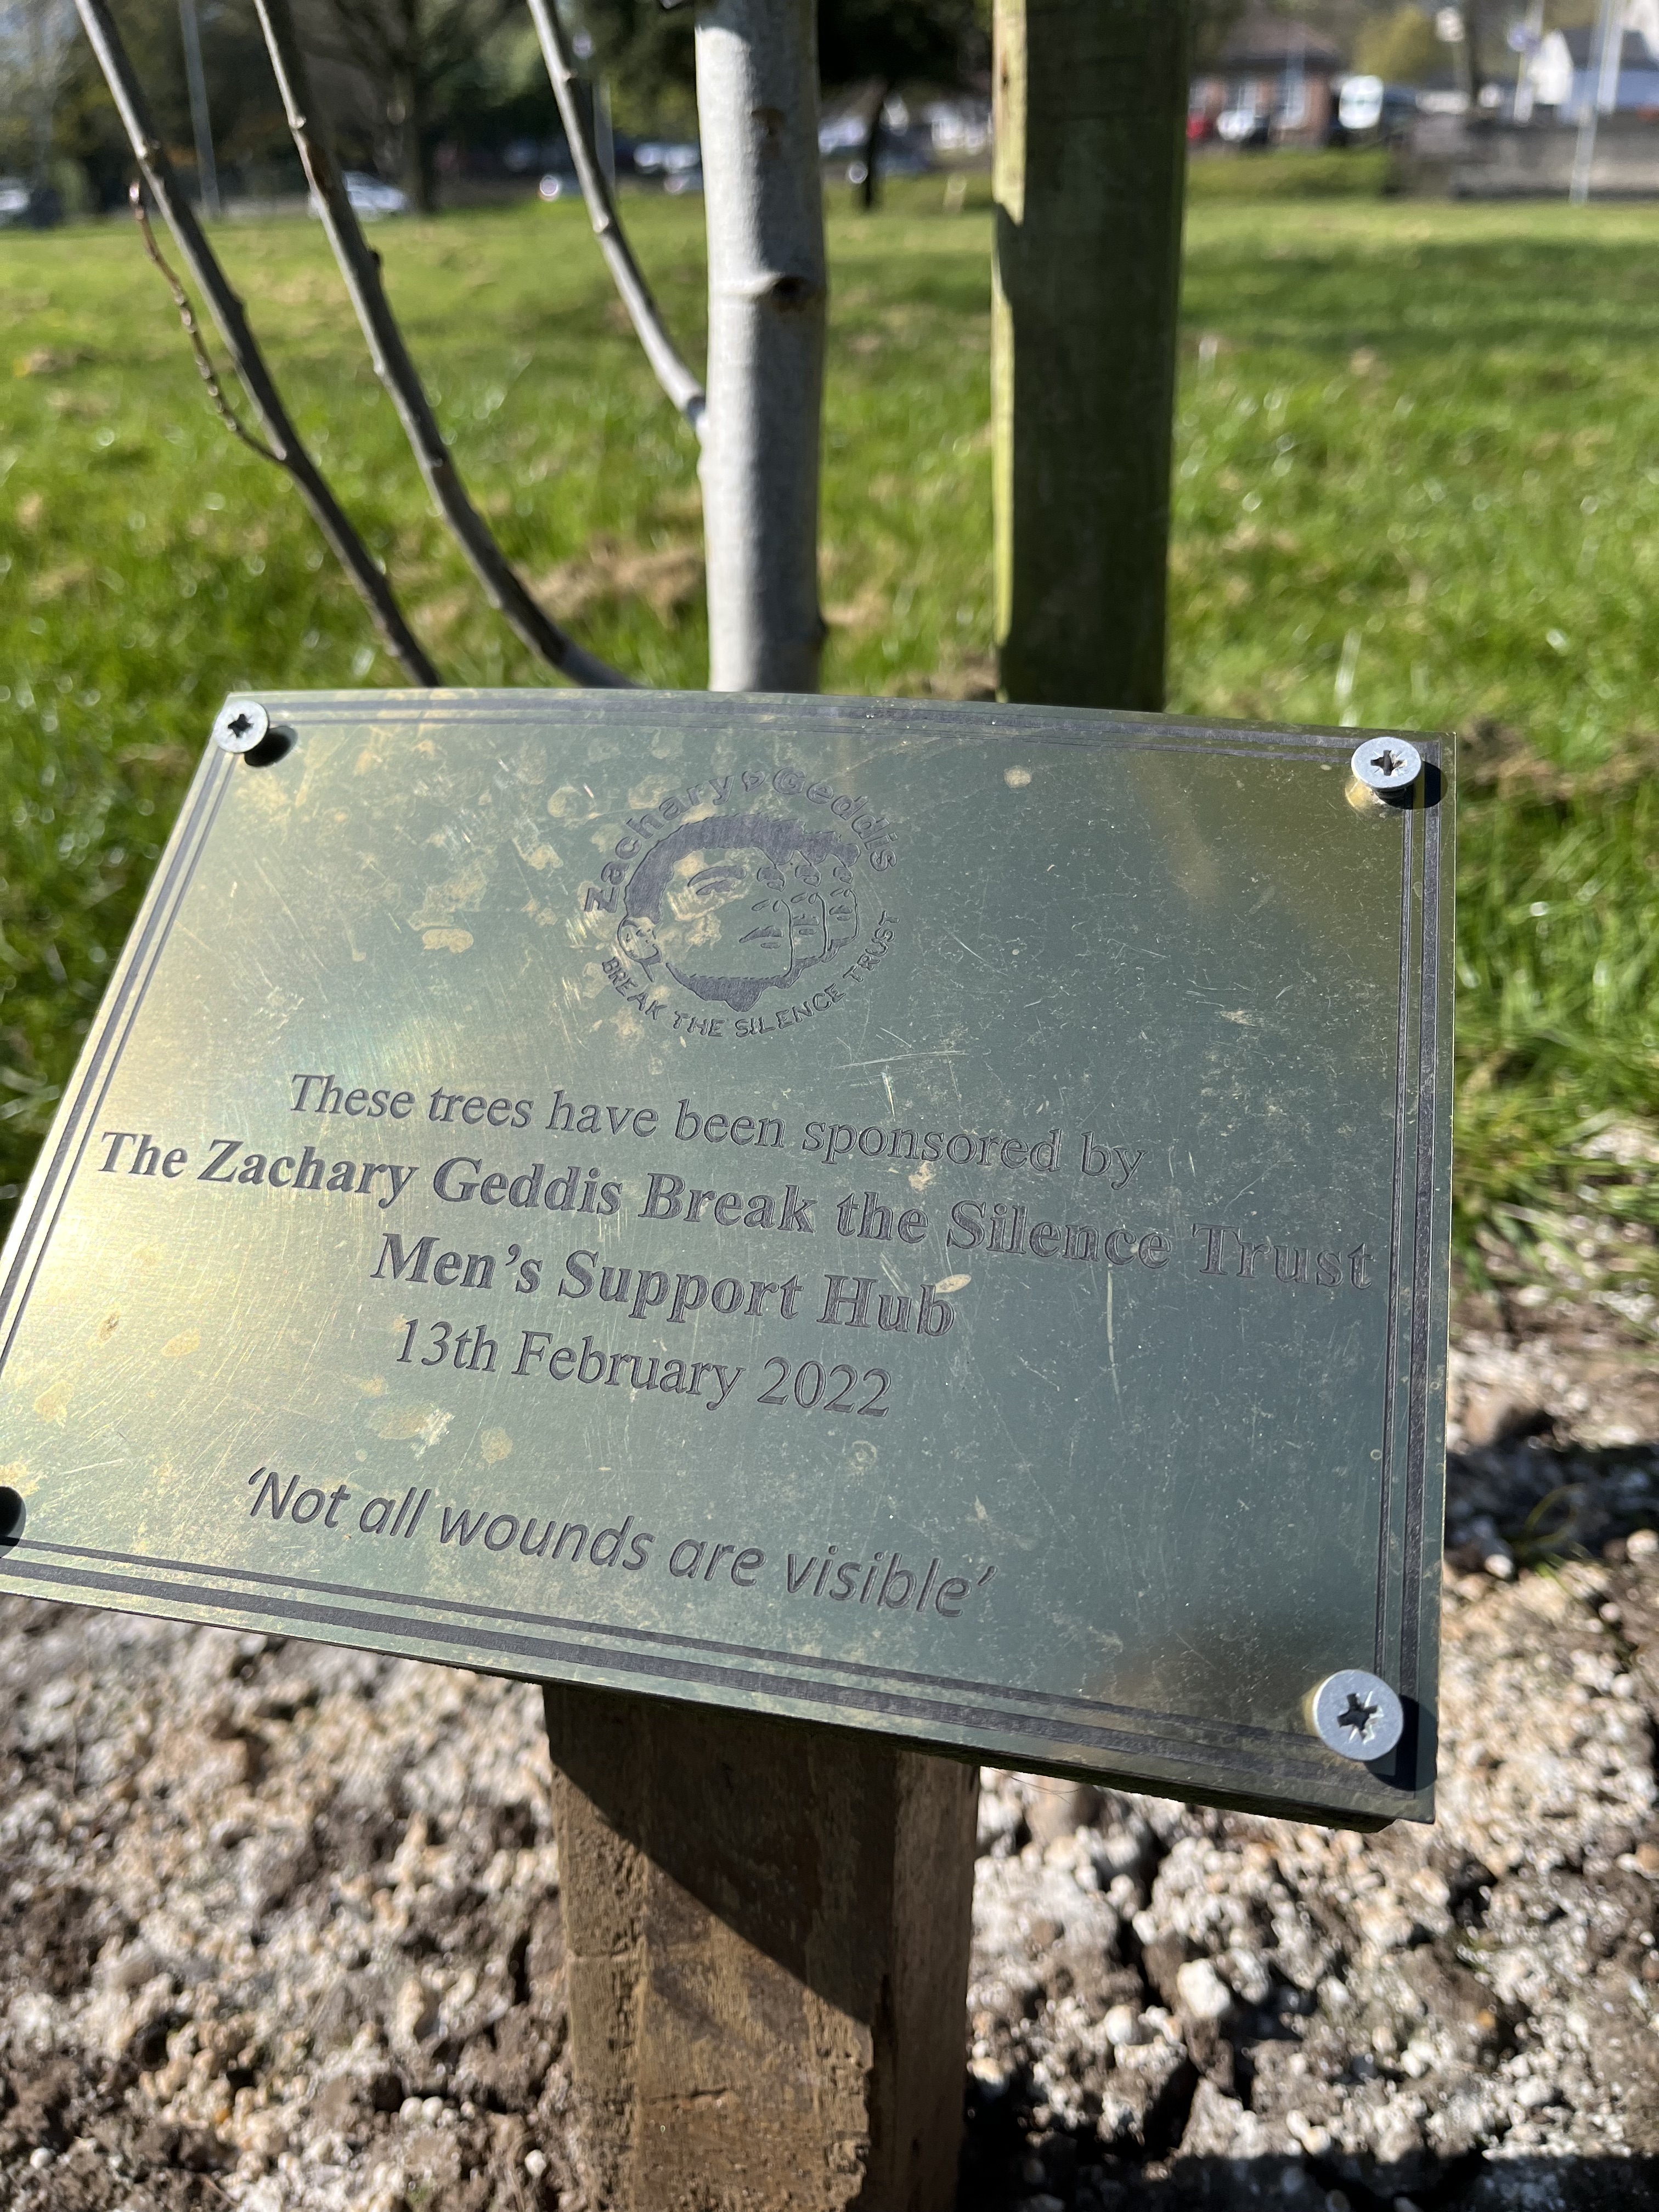 Zachary Geddis
BREAK THE SILENCE TRUST
These trees have been sponsored by
The Zachary Geddis Break the Silence Trust
Men's Support Hub
13th February 2022
'Not all wounds are visible'